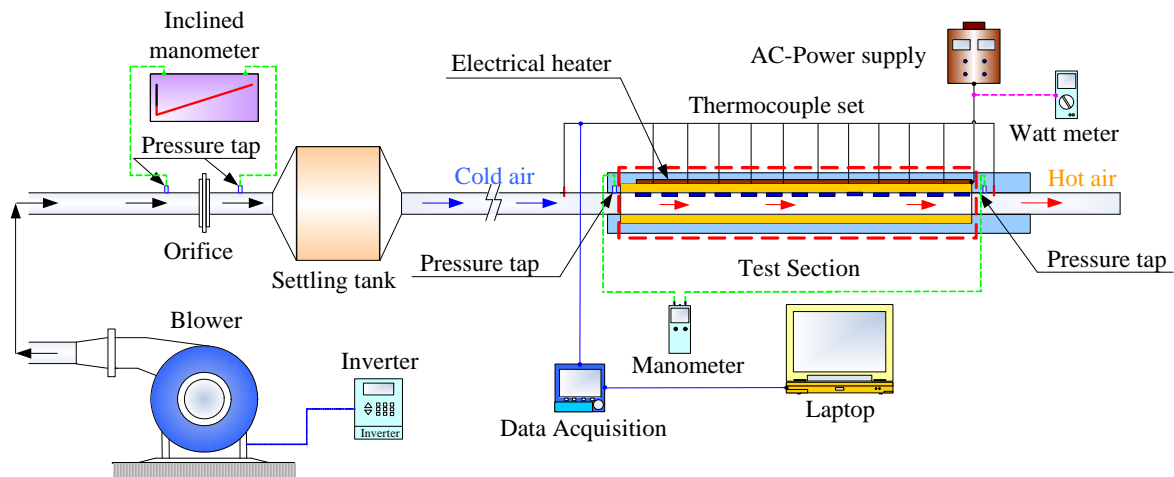 Inclined
manometer
AC-Power supply
Electrical heater
Thermocouple set
Watt meter
Pressure tap
Cold air
Hot air
Orifice
Settling tank
Pressure tap
Test Section
Pressure tap
Blower
Inverter
Manometer
Inverter
Data Acquisition
Laptop